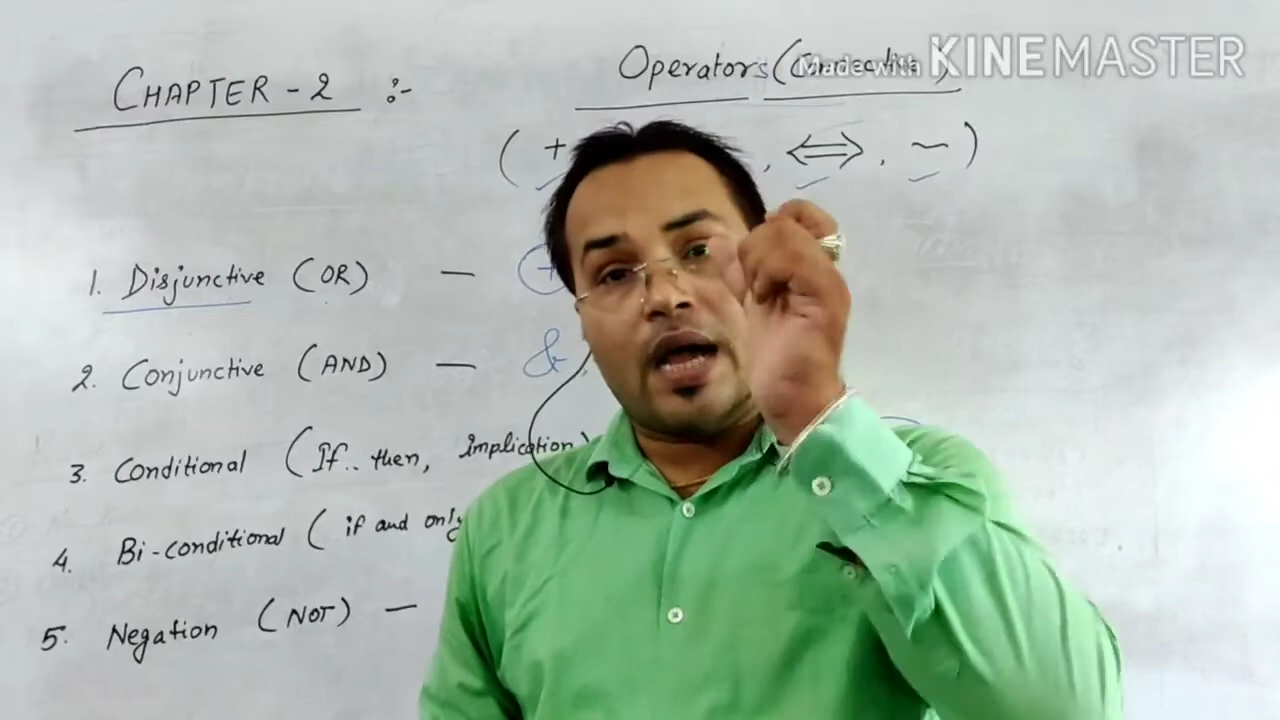 CHAPTER - 2 :- Operators (Connective)
Made with KINEMASTER
( + , ⇔ , ~ )
1. Disjunctive (OR) — +
2. Conjunctive (AND) — &,
3. Conditional (If.. then, Implication)
4. Bi-conditional ( if and only
5. Negation (NOT) —